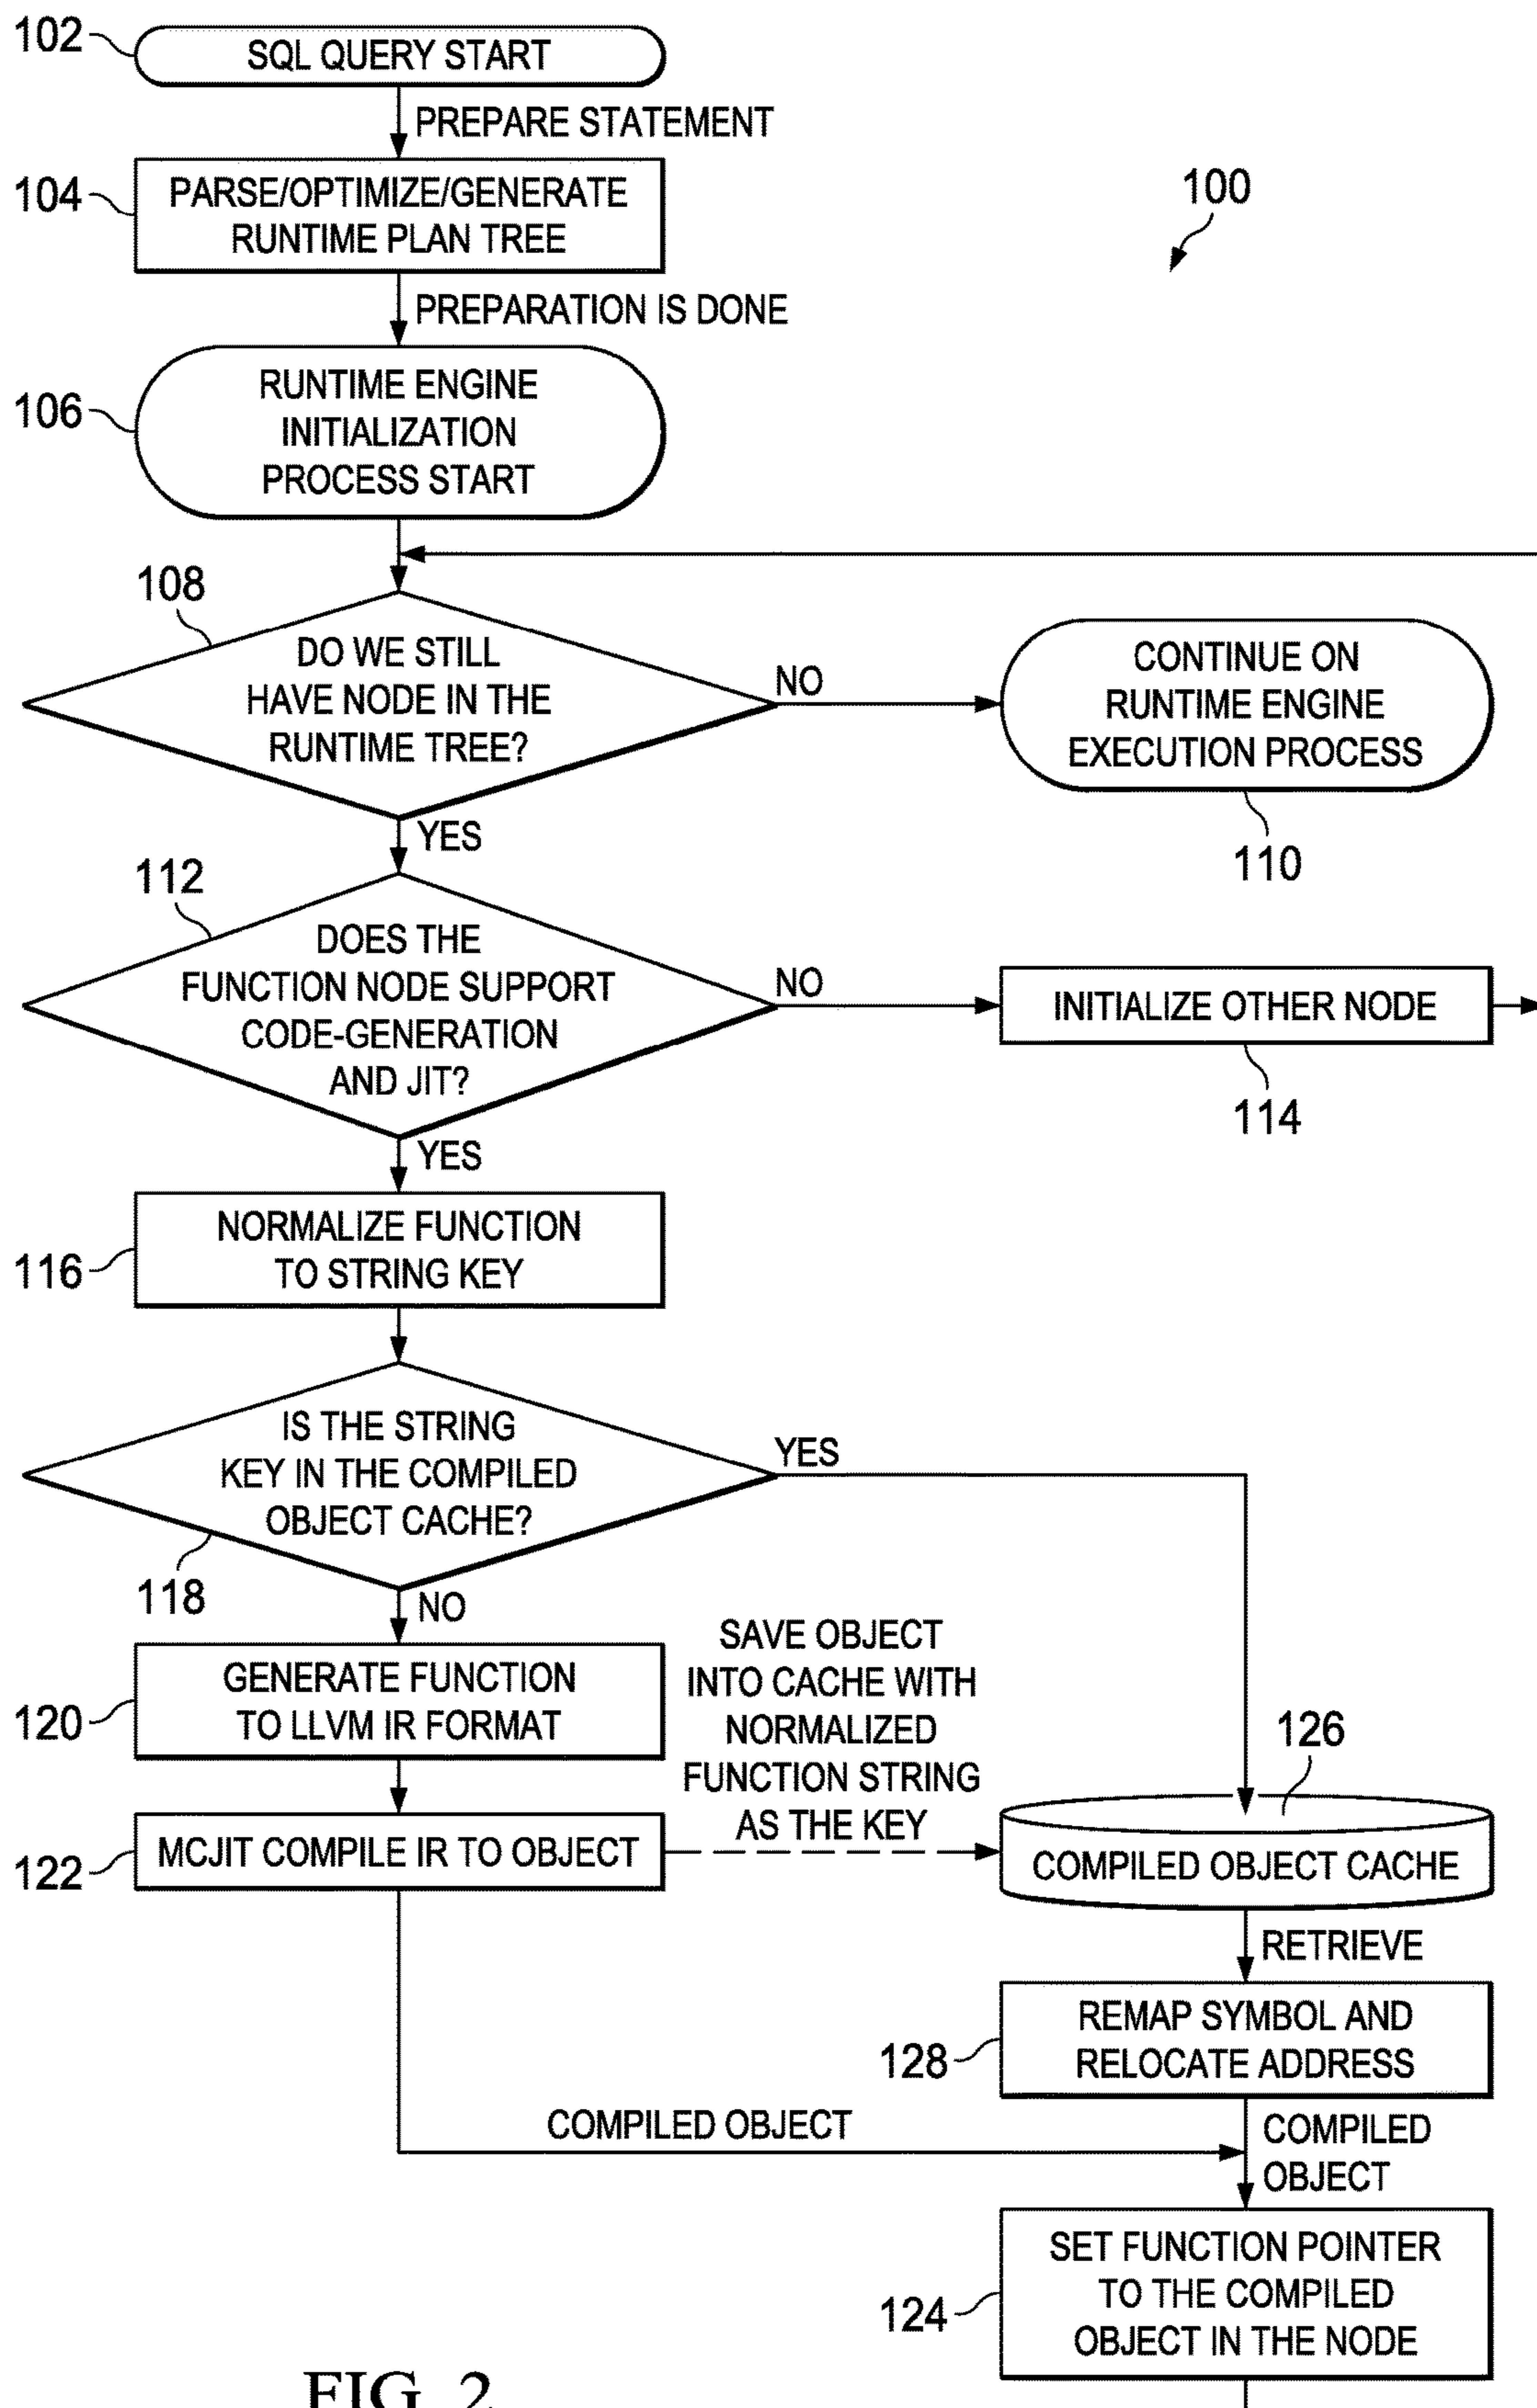 102
SQL QUERY START
PREPARE STATEMENT
104
PARSE/OPTIMIZE/GENERATE
RUNTIME PLAN TREE
100
PREPARATION IS DONE
106
RUNTIME ENGINE
INITIALIZATION
PROCESS START
108
DO WE STILL
HAVE NODE IN THE
RUNTIME TREE?
NO
CONTINUE ON
RUNTIME ENGINE
EXECUTION PROCESS
110
YES
112
DOES THE
FUNCTION NODE SUPPORT
CODE-GENERATION
AND JIT?
NO
INITIALIZE OTHER NODE
114
YES
116
NORMALIZE FUNCTION
TO STRING KEY
IS THE STRING
KEY IN THE COMPILED
OBJECT CACHE?
YES
118
NO
120
GENERATE FUNCTION
TO LLVM IR FORMAT
SAVE OBJECT
INTO CACHE WITH
NORMALIZED
FUNCTION STRING
AS THE KEY
126
122
MCJIT COMPILE IR TO OBJECT
COMPILED OBJECT CACHE
RETRIEVE
128
REMAP SYMBOL AND
RELOCATE ADDRESS
COMPILED OBJECT
COMPILED
OBJECT
124
SET FUNCTION POINTER
TO THE COMPILED
OBJECT IN THE NODE
FIG. 2